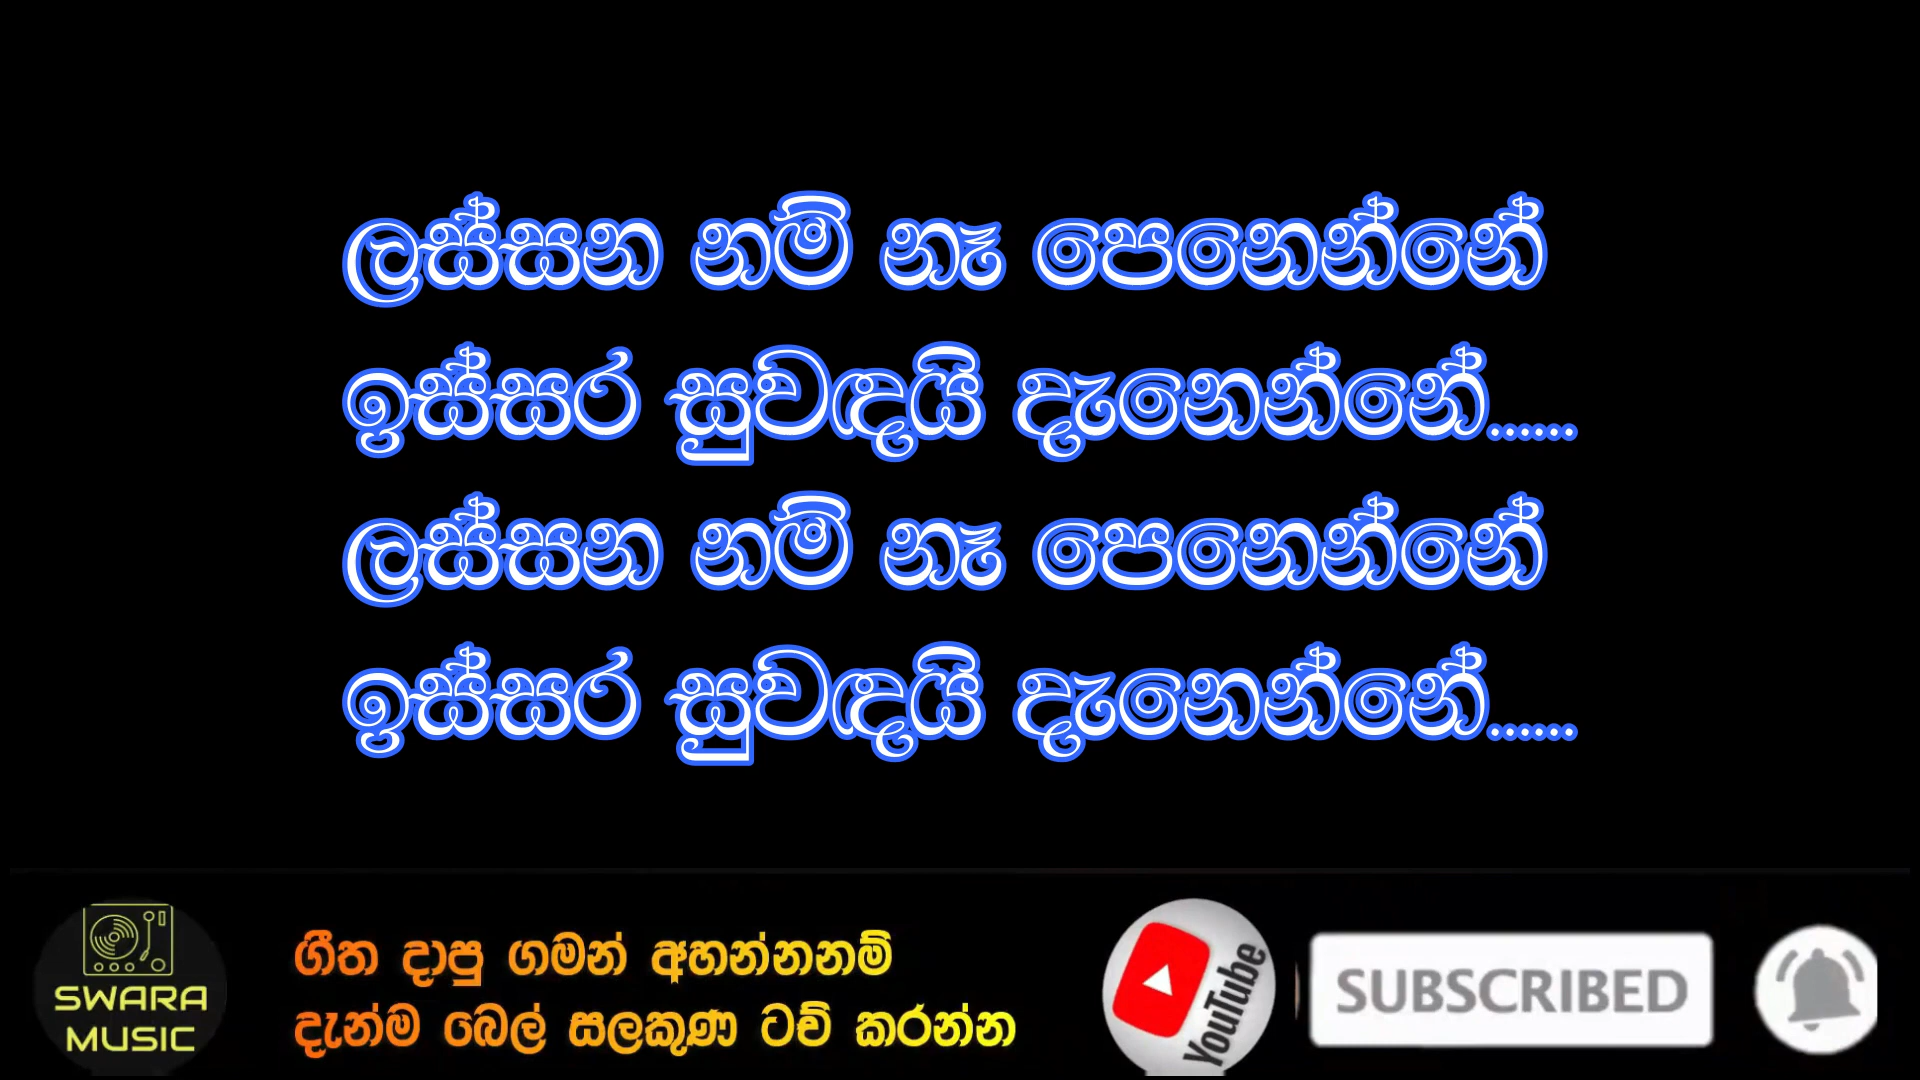 ලස්සන නම් නෑ පෙනෙන්නේ
ඉස්සර සුවඳයි දැනෙන්නේ......
ලස්සන නම් නෑ පෙනෙන්නේ
ඉස්සර සුවඳයි දැනෙන්නේ......
SWARA
MUSIC
ගීත දාපු ගමන් අහන්නනම්
දැන්ම බෙල් සලකුණ ටච් කරන්න
YouTube
SUBSCRIBED